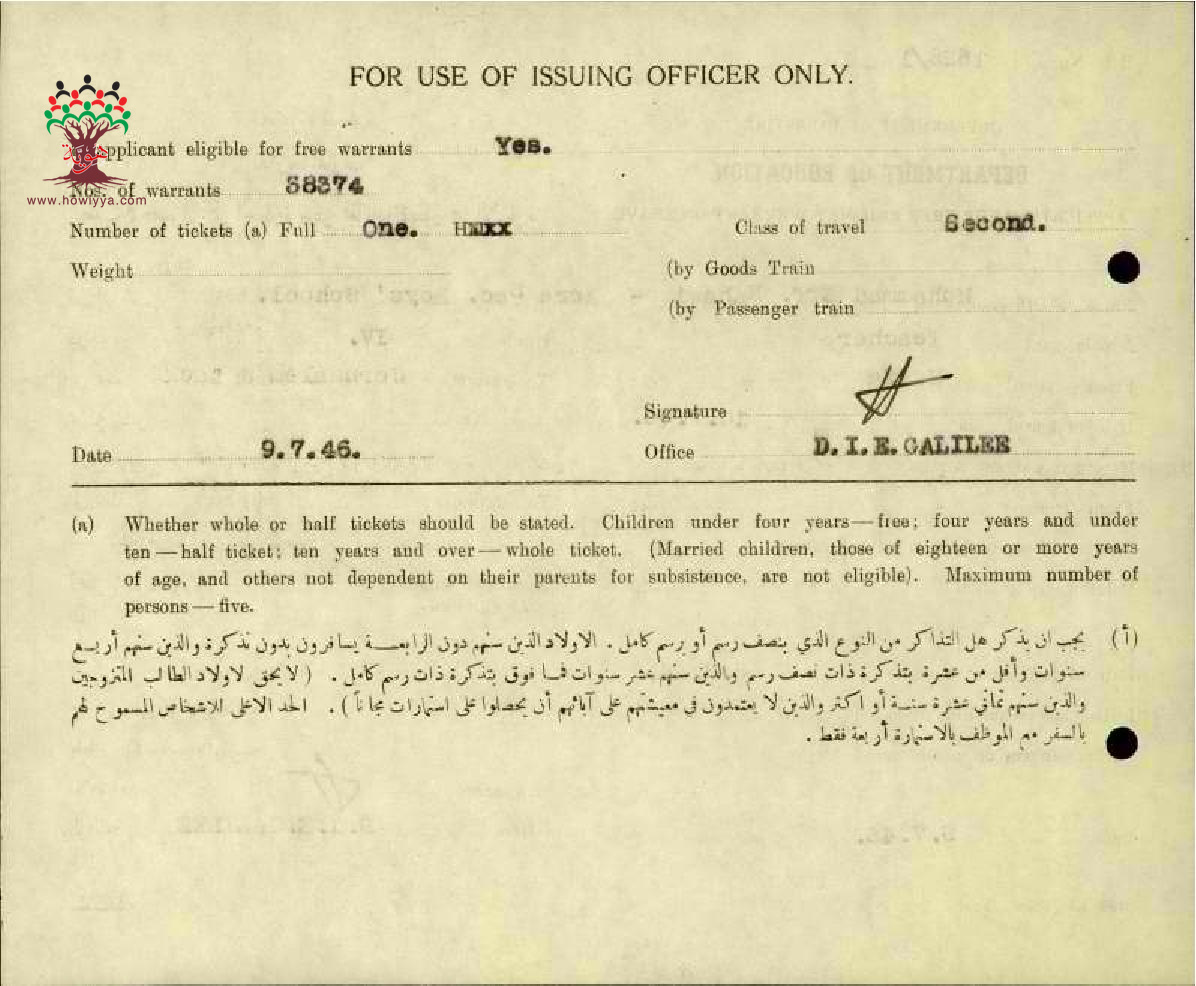 FOR USE OF ISSUING OFFICER ONLY.
applicant eligible for free warrants Yes.
Nos. of warrants 38374
www.howiyya.com
Number of tickets (a) Full One. HXXX Class of travel Second.
Weight (by Goods Train
(by Passenger train
Signature
Date 9.7.46. Office D. I. E. GALILEE
(a) Whether whole or half tickets should be stated. Children under four years — free; four years and under
ten — half ticket; ten years and over — whole ticket. (Married children, those of eighteen or more years
of age, and others not dependent on their parents for subsistence, are not eligible). Maximum number of
persons — five.
(أ) يجب ان يذكر هل التذاكر من النوع الذي بنصف رسم أو برسم كامل . الاولاد الذين سنهم دون الرابعة يسافرون بدون تذكرة والذين سنهم أربع
سنوات وأقل من عشرة بتذكرة ذات نصف رسم والذين سنهم عشر سنوات فما فوق بتذكرة ذات رسم كامل . ( لا يحق لاولاد الطالب المتزوجين
والذين سنهم ثماني عشرة سنة أو اكثر والذين لا يعتمدون في معيشتهم على آبائهم أن يحصلوا على استمارات مجاناً ) . الحد الاعلى للاشخاص المسموح لهم
بالسفر مع الموظف بالاستمارة أربعة فقط .